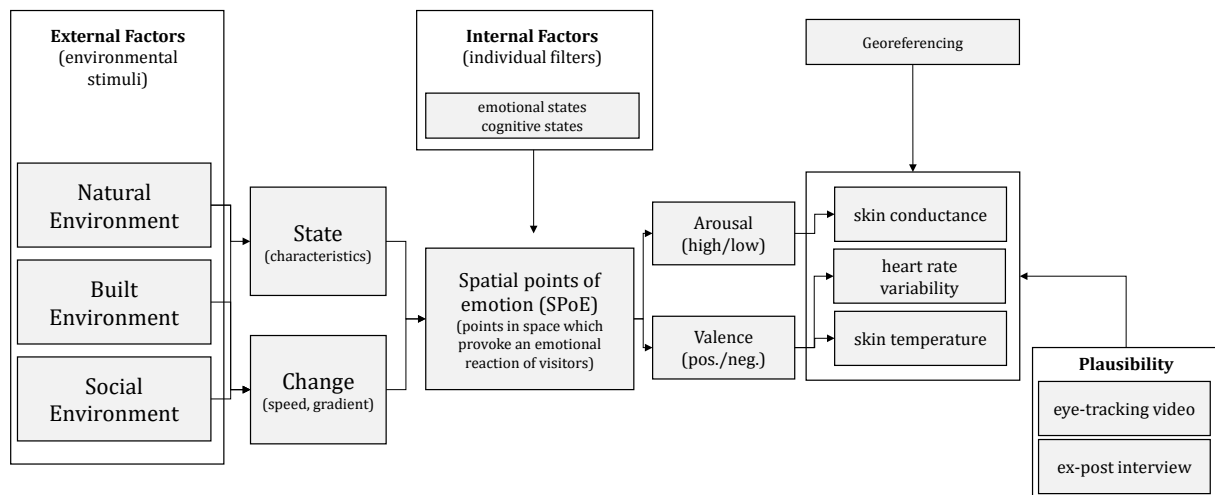 External Factors
(environmental
stimuli)
Natural
Environment
Built
Environment
Social
Environment
State
(characteristics)
Change
(speed, gradient)
Internal Factors
(individual filters)
emotional states
cognitive states
Spatial points of
emotion (SPoE)
(points in space which
provoke an emotional
reaction of visitors)
Arousal
(high/low)
Valence
(pos./neg.)
Georeferencing
skin conductance
heart rate
variability
skin temperature
Plausibility
eye-tracking video
ex-post interview